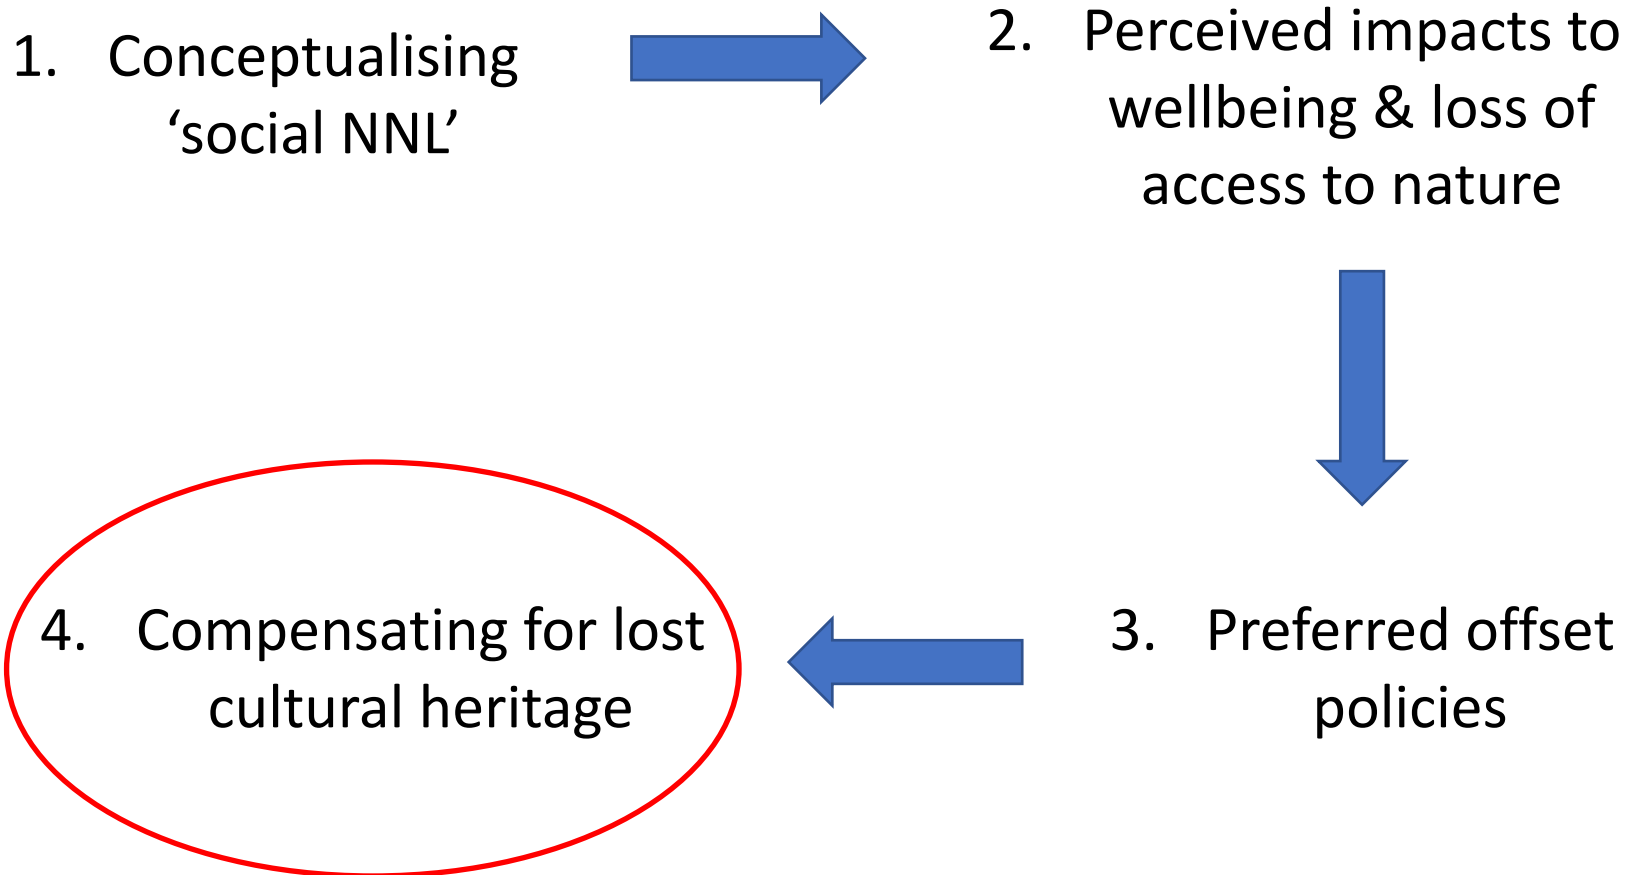 1. Conceptualising
‘social NNL’
2. Perceived impacts to
wellbeing & loss of
access to nature
3. Preferred offset
policies
4. Compensating for lost
cultural heritage